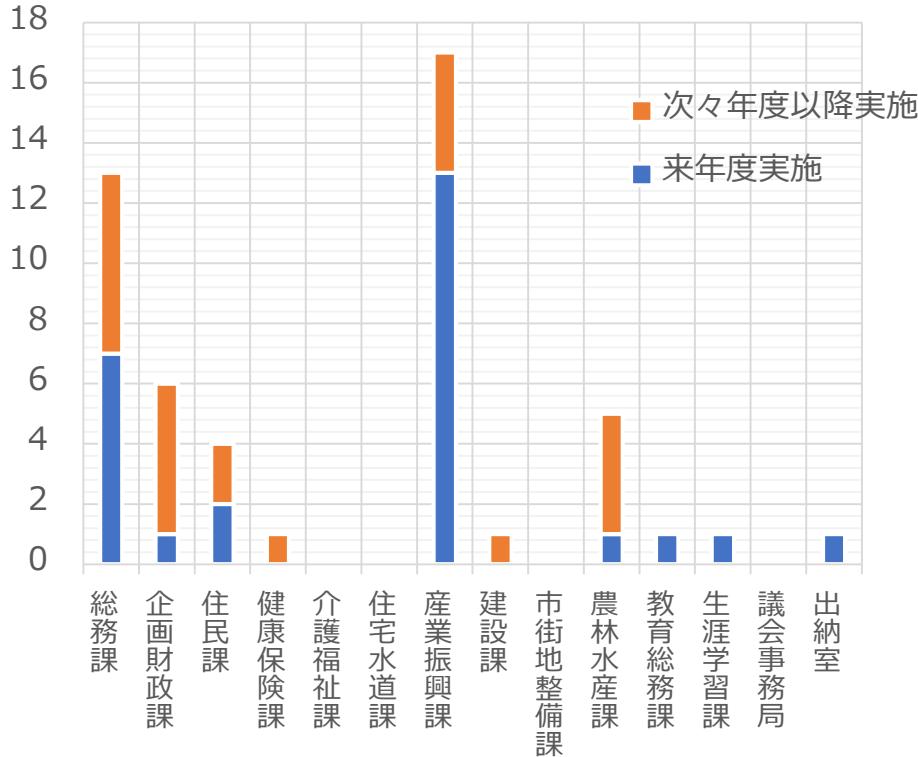 18
16
14
12
10
8
6
4
2
0
次々年度以降実施
来年度実施
総務課
企画財政課
住民課
健康保険課
介護福祉課
住宅水道課
産業振興課
建設課
市街地整備課
農林水産課
教育総務課
生涯学習課
議会事務局
出納室